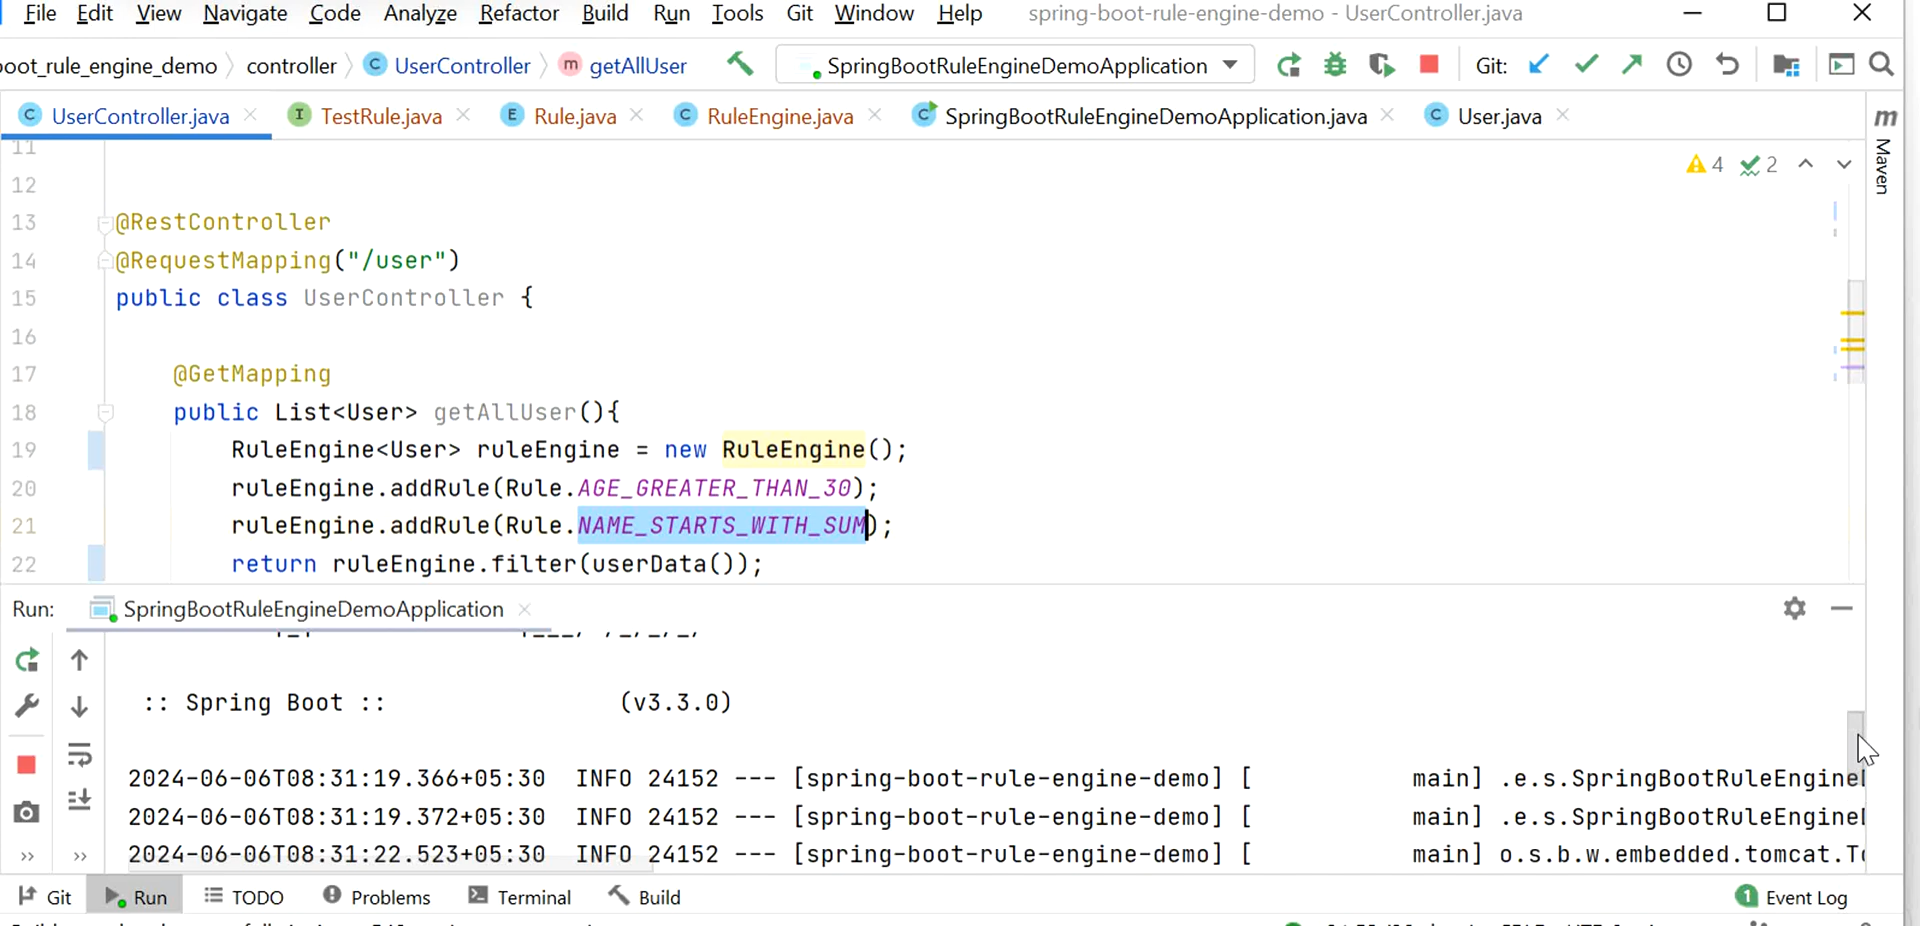 File Edit View Navigate Code Analyze Refactor Build Run Tools Git Window Help spring-boot-rule-engine-demo - UserController.java
boot_rule_engine_demo controller C UserController m getAllUser SpringBootRuleEngineDemoApplication Git:
C UserController.java I TestRule.java E Rule.java C RuleEngine.java C SpringBootRuleEngineDemoApplication.java C User.java m
Maven
4 2
11
12
13 @RestController
14 @RequestMapping("/user")
15 public class UserController {
16
17 @GetMapping
18 public List<User> getAllUser(){
19 RuleEngine<User> ruleEngine = new RuleEngine();
20 ruleEngine.addRule(Rule.AGE_GREATER_THAN_30);
21 ruleEngine.addRule(Rule.NAME_STARTS_WITH_SUM);
22 return ruleEngine.filter(userData());
Run: SpringBootRuleEngineDemoApplication
:: Spring Boot :: (v3.3.0)
2024-06-06T08:31:19.366+05:30 INFO 24152 --- [spring-boot-rule-engine-demo] [ main] .e.s.SpringBootRuleEngineD
2024-06-06T08:31:19.372+05:30 INFO 24152 --- [spring-boot-rule-engine-demo] [ main] .e.s.SpringBootRuleEngineD
2024-06-06T08:31:22.523+05:30 INFO 24152 --- [spring-boot-rule-engine-demo] [ main] o.s.b.w.embedded.tomcat.To
Git Run TODO Problems Terminal Build 1 Event Log